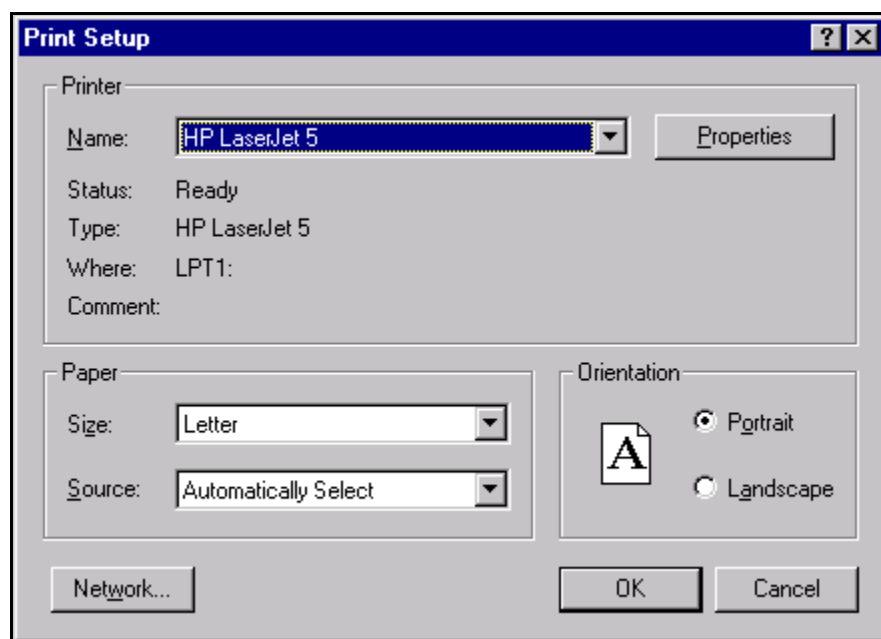 Print Setup
Printer
Name: HP LaserJet 5 Properties
Status: Ready
Type: HP LaserJet 5
Where: LPT1:
Comment:
Paper
Size: Letter
Source: Automatically Select
Orientation
A
Portrait
Landscape
Network... OK Cancel